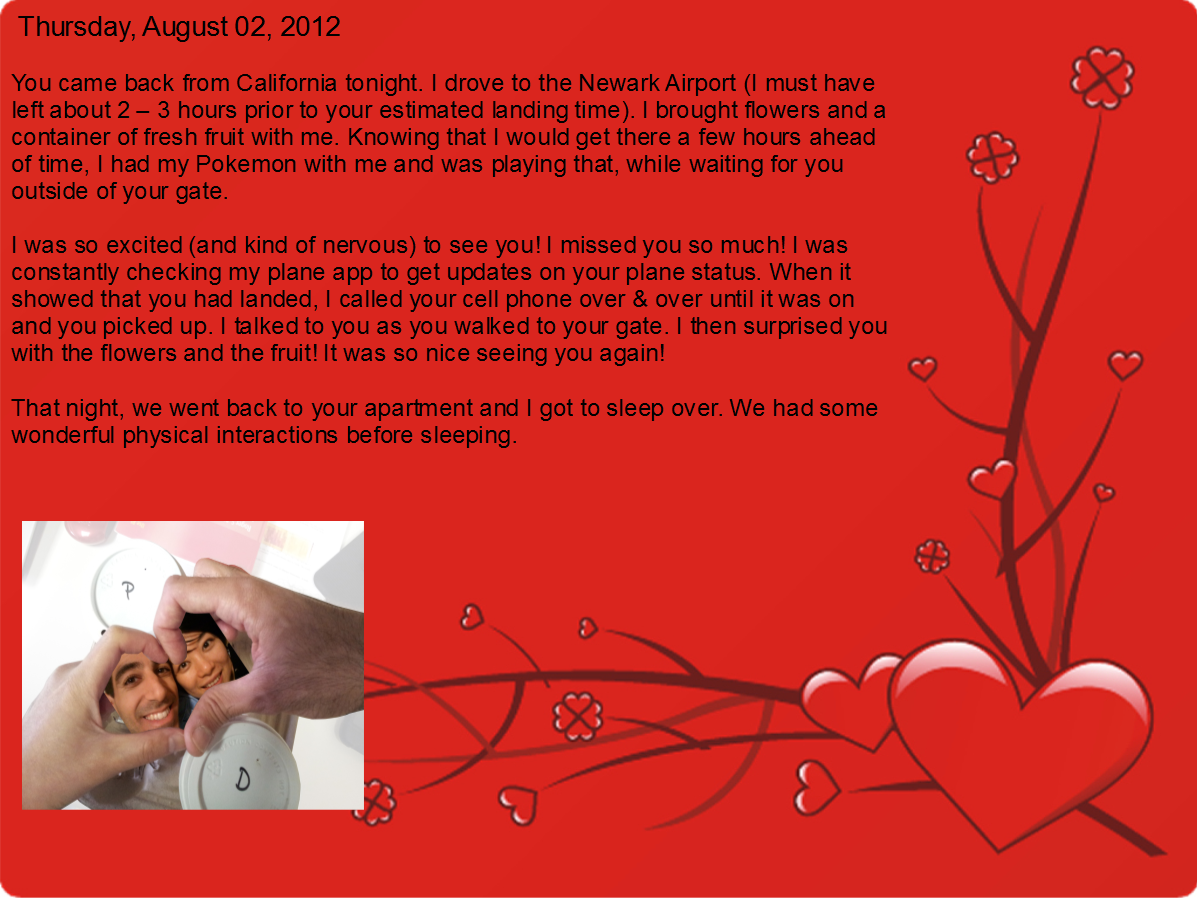 Thursday, August 02, 2012
You came back from California tonight. I drove to the Newark Airport (I must have
left about 2 – 3 hours prior to your estimated landing time). I brought flowers and a
container of fresh fruit with me. Knowing that I would get there a few hours ahead
of time, I had my Pokemon with me and was playing that, while waiting for you
outside of your gate.
I was so excited (and kind of nervous) to see you! I missed you so much! I was
constantly checking my plane app to get updates on your plane status. When it
showed that you had landed, I called your cell phone over & over until it was on
and you picked up. I talked to you as you walked to your gate. I then surprised you
with the flowers and the fruit! It was so nice seeing you again!
That night, we went back to your apartment and I got to sleep over. We had some
wonderful physical interactions before sleeping.
P
D